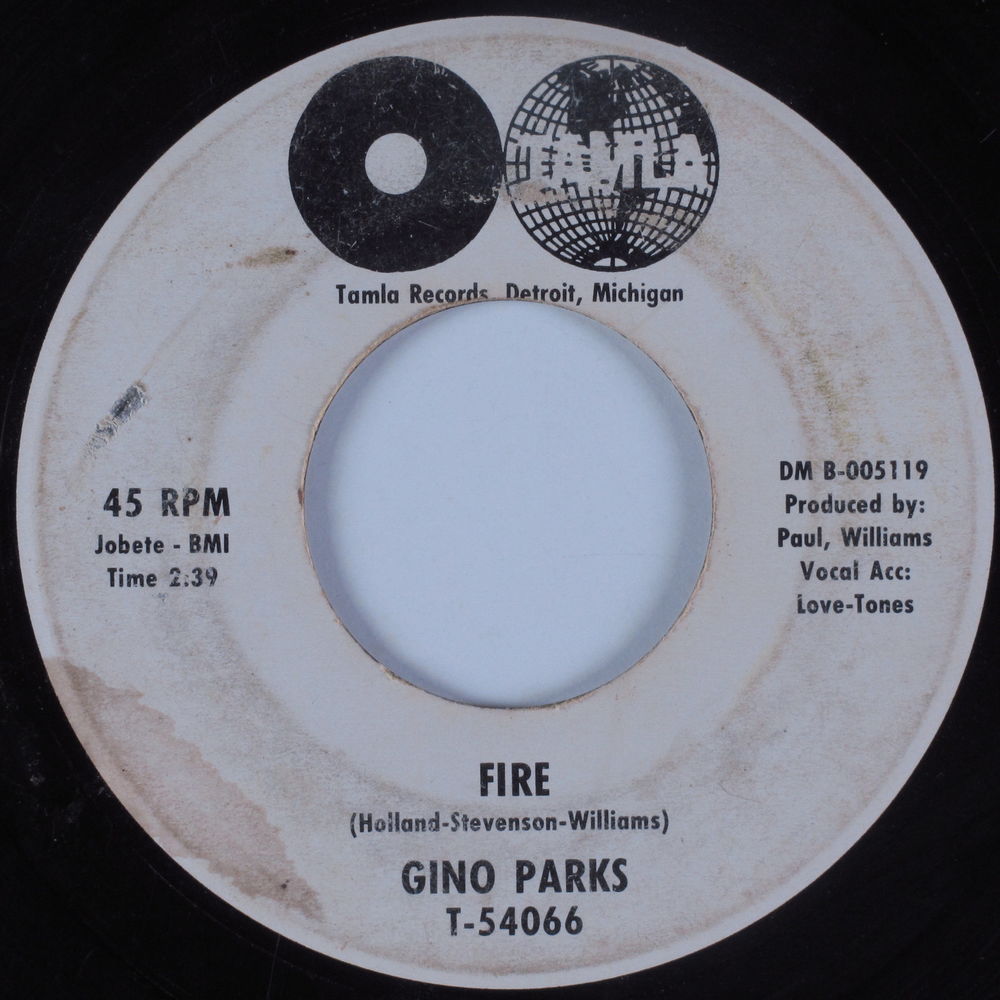 TAMLA
Tamla Records, Detroit, Michigan
45 RPM
Jobete - BMI
Time 2:39
DM B-005119
Produced by:
Paul, Williams
Vocal Acc:
Love-Tones
FIRE
(Holland-Stevenson-Williams)
GINO PARKS
T-54066